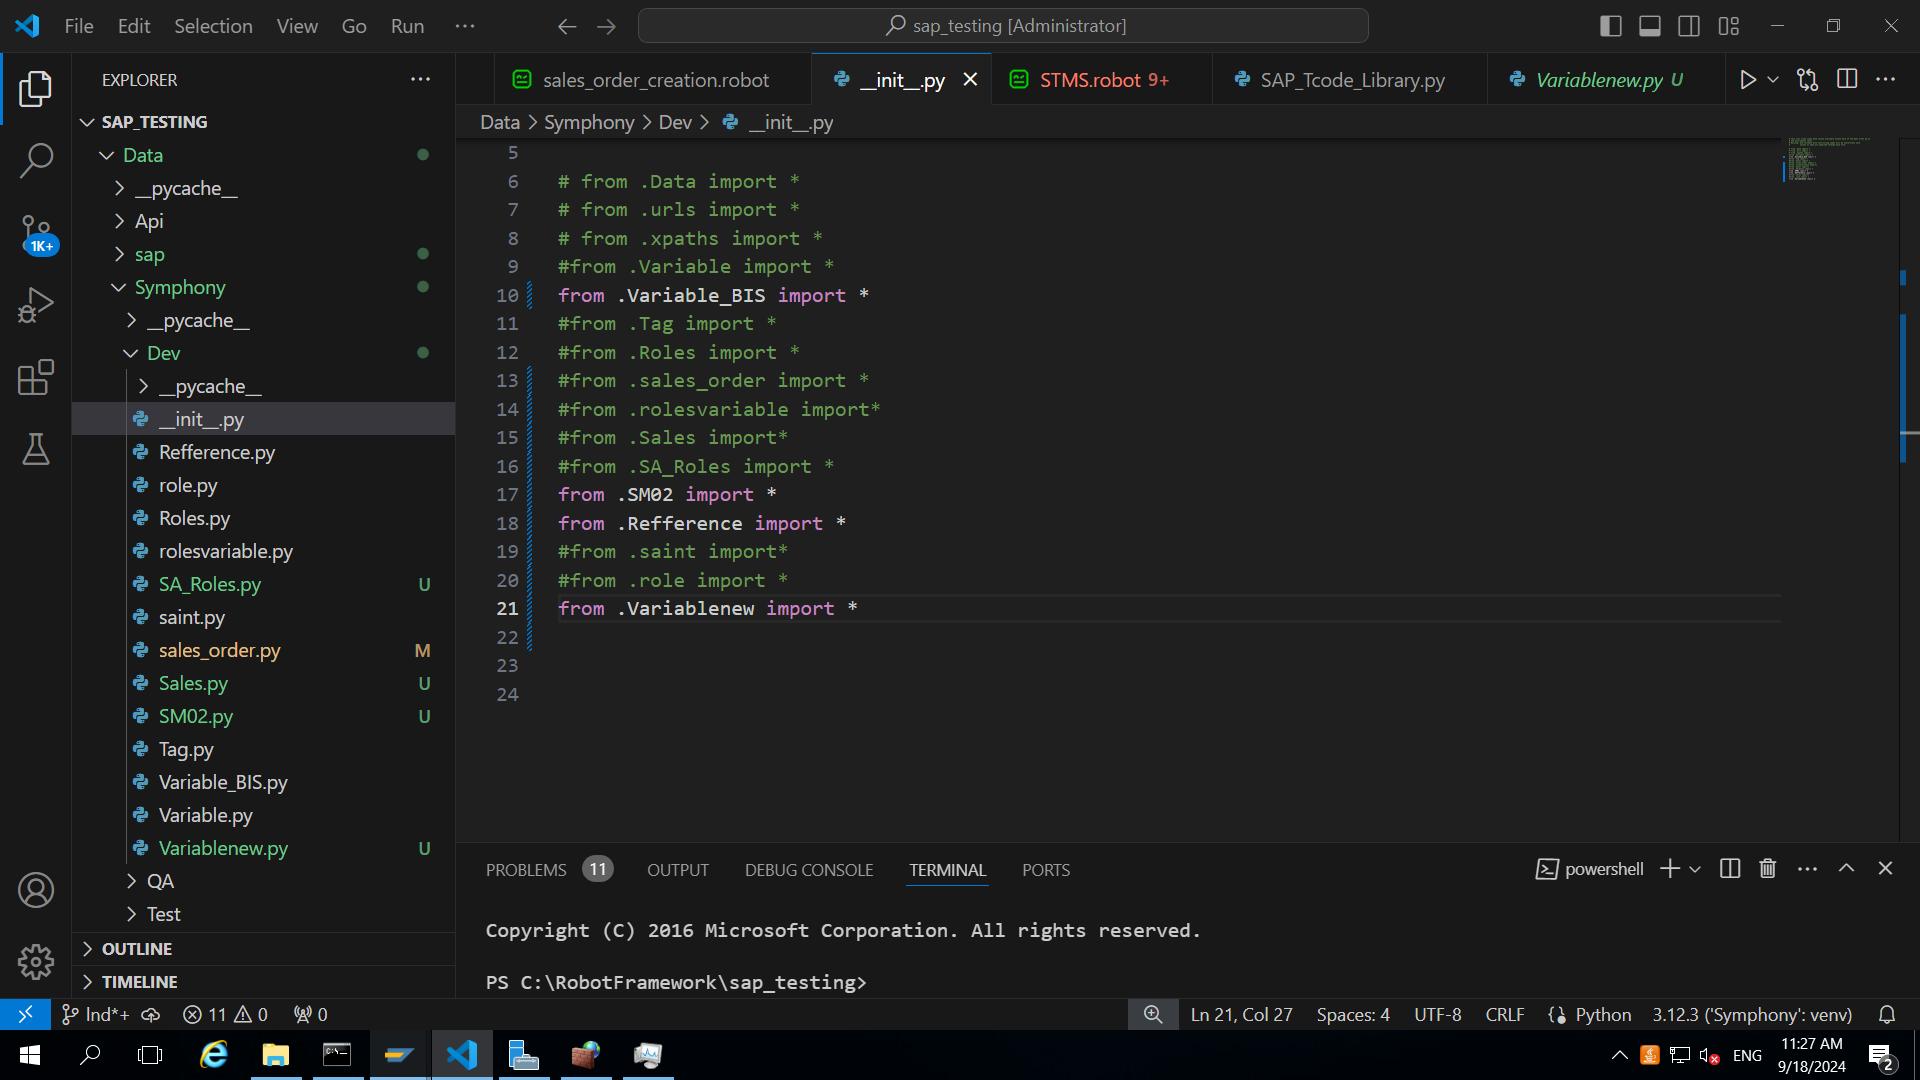 File Edit Selection View Go Run ···
sap_testing [Administrator]
EXPLORER
sales_order_creation.robot
__init__.py
STMS.robot 9+
SAP_Tcode_Library.py
Variablenew.py U
SAP_TESTING
Data
__pycache__
Api
sap
Symphony
__pycache__
Dev
__pycache__
__init__.py
Refference.py
role.py
Roles.py
rolesvariable.py
SA_Roles.py U
saint.py
sales_order.py M
Sales.py U
SM02.py U
Tag.py
Variable_BIS.py
Variable.py
Variablenew.py U
QA
Test
OUTLINE
TIMELINE
1K+
Data > Symphony > Dev > __init__.py
5
6 # from .Data import *
7 # from .urls import *
8 # from .xpaths import *
9 #from .Variable import *
10 from .Variable_BIS import *
11 #from .Tag import *
12 #from .Roles import *
13 #from .sales_order import *
14 #from .rolesvariable import*
15 #from .Sales import*
16 #from .SA_Roles import *
17 from .SM02 import *
18 from .Refference import *
19 #from .saint import*
20 #from .role import *
21 from .Variablenew import *
22
23
24
PROBLEMS 11 OUTPUT DEBUG CONSOLE TERMINAL PORTS
powershell
Copyright (C) 2016 Microsoft Corporation. All rights reserved.
PS C:\RobotFramework\sap_testing>
Ind*+ 11 0 0
Ln 21, Col 27 Spaces: 4 UTF-8 CRLF Python 3.12.3 ('Symphony': venv)
ENG
11:27 AM
9/18/2024
2